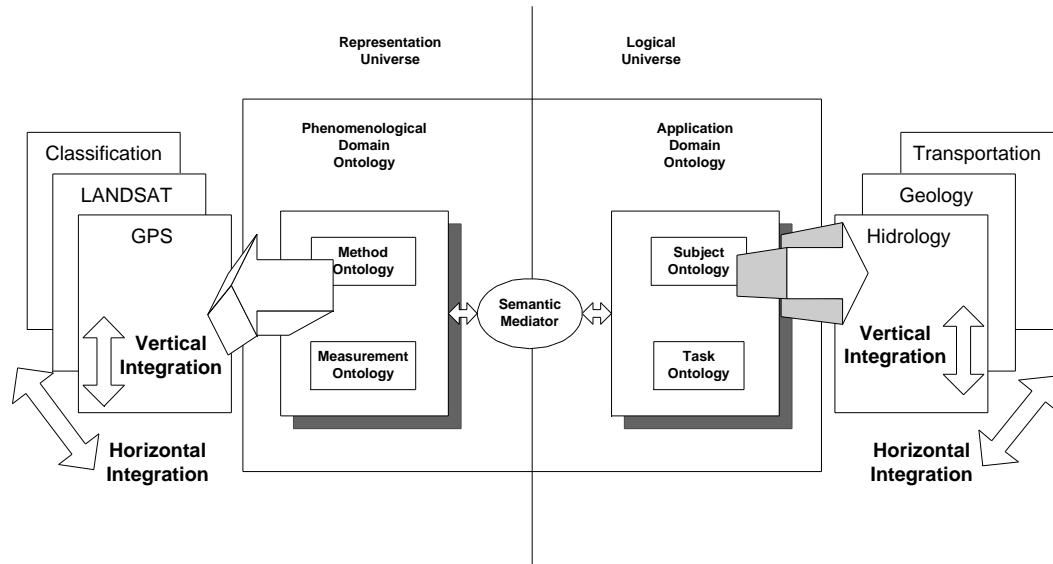 Representation
Universe
Logical
Universe
Phenomenological
Domain
Ontology
Application
Domain
Ontology
Classification
LANDSAT
GPS
Transportation
Geology
Hidrology
Method
Ontology
Subject
Ontology
Semantic
Mediator
Measurement
Ontology
Task
Ontology
Vertical
Integration
Vertical
Integration
Horizontal
Integration
Horizontal
Integration